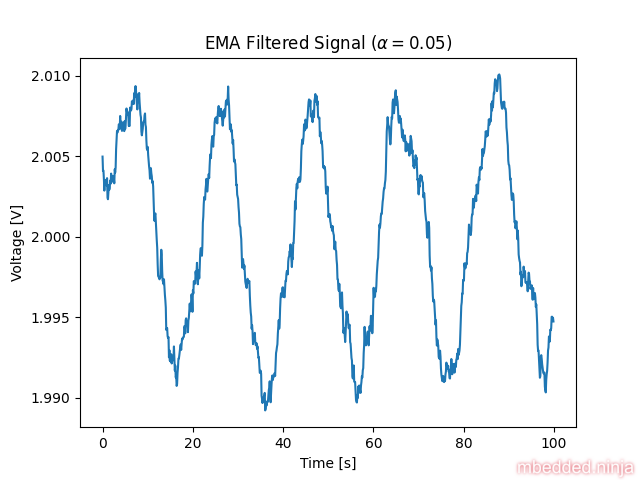 EMA Filtered Signal (α = 0.05)
2.010
2.005
2.000
1.995
1.990
Voltage [V]
0 20 40 60 80 100
Time [s]
mbedded.ninja